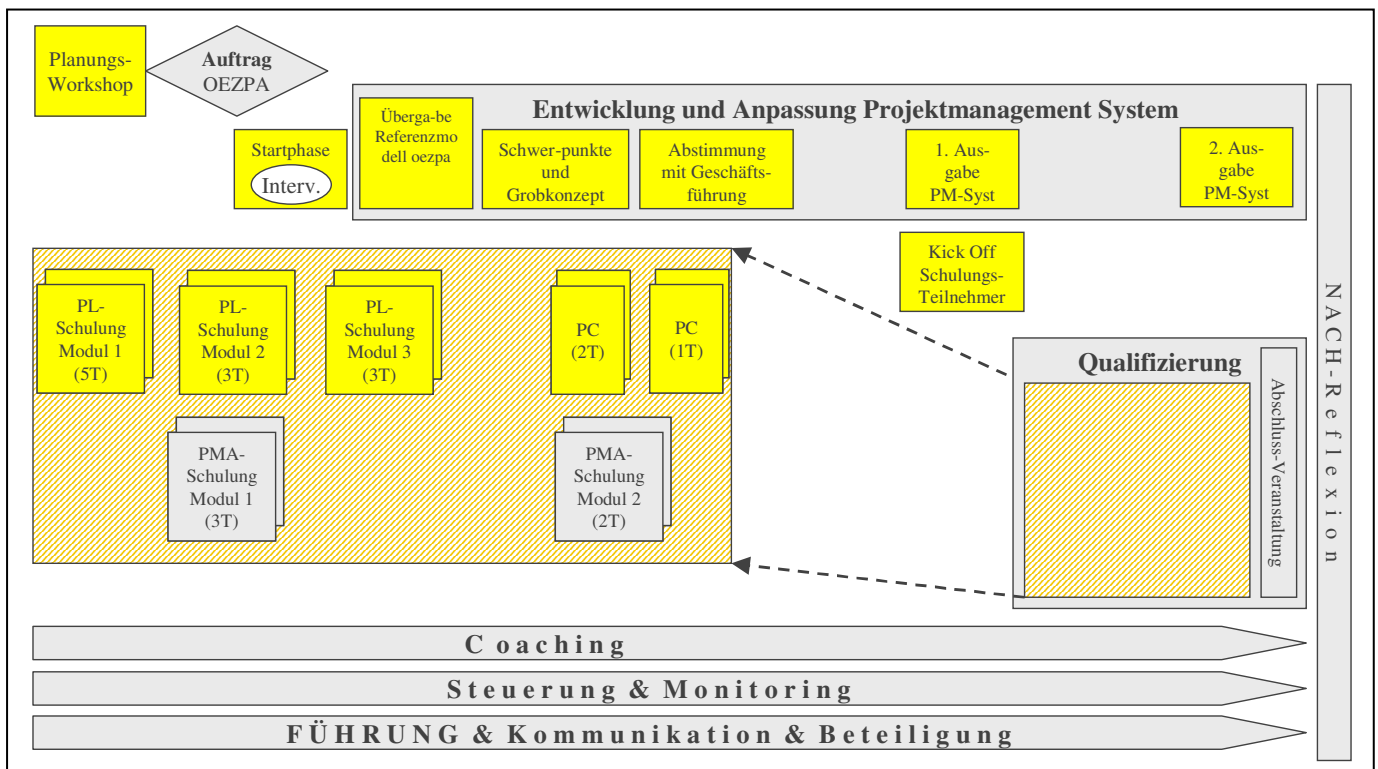 Planungs-
Workshop
Auftrag
OEZPA
Entwicklung und Anpassung Projektmanagement System
Startphase
Interv.
Überga-be
Referenzmo
dell oezpa
Schwer-punkte
und
Grobkonzept
Abstimmung
mit Geschäfts-
führung
1. Aus-
gabe
PM-Syst
2. Aus-
gabe
PM-Syst
Kick Off
Schulungs-
Teilnehmer
PL-
Schulung
Modul 1
(5T)
PL-
Schulung
Modul 2
(3T)
PL-
Schulung
Modul 3
(3T)
PC
(2T)
PC
(1T)
PMA-
Schulung
Modul 1
(3T)
PMA-
Schulung
Modul 2
(2T)
Qualifizierung
Abschluss-Veranstaltung
NACH-Reflexion
Coaching
Steuerung & Monitoring
FÜHRUNG & Kommunikation & Beteiligung